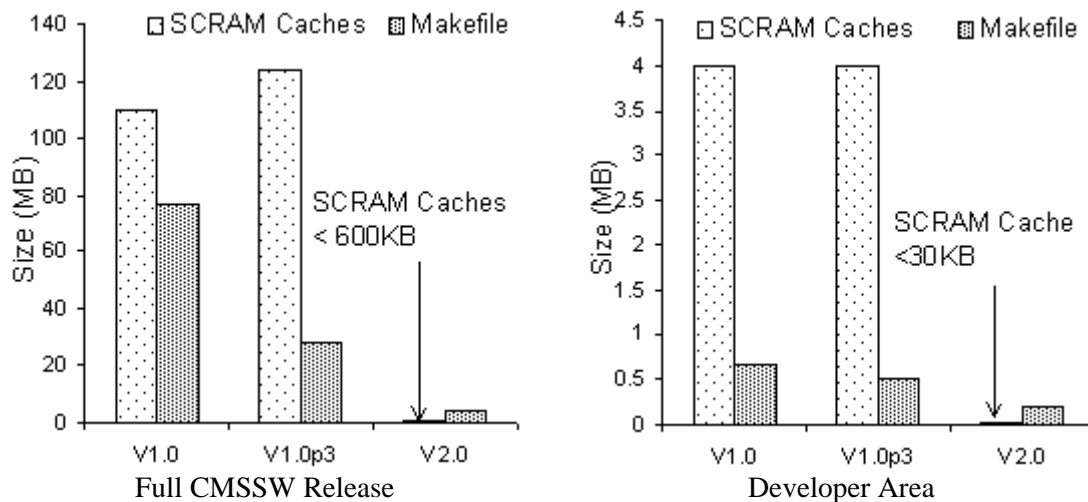 SCRAM Caches Makefile
140
120
100
80
60
40
20
0
Size (MB)
SCRAM Caches
< 600KB
V1.0 V1.0p3 V2.0
Full CMSSW Release
SCRAM Caches Makefile
4.5
4
3.5
3
2.5
2
1.5
1
0.5
0
Size (MB)
SCRAM Cache
<30KB
V1.0 V1.0p3 V2.0
Developer Area